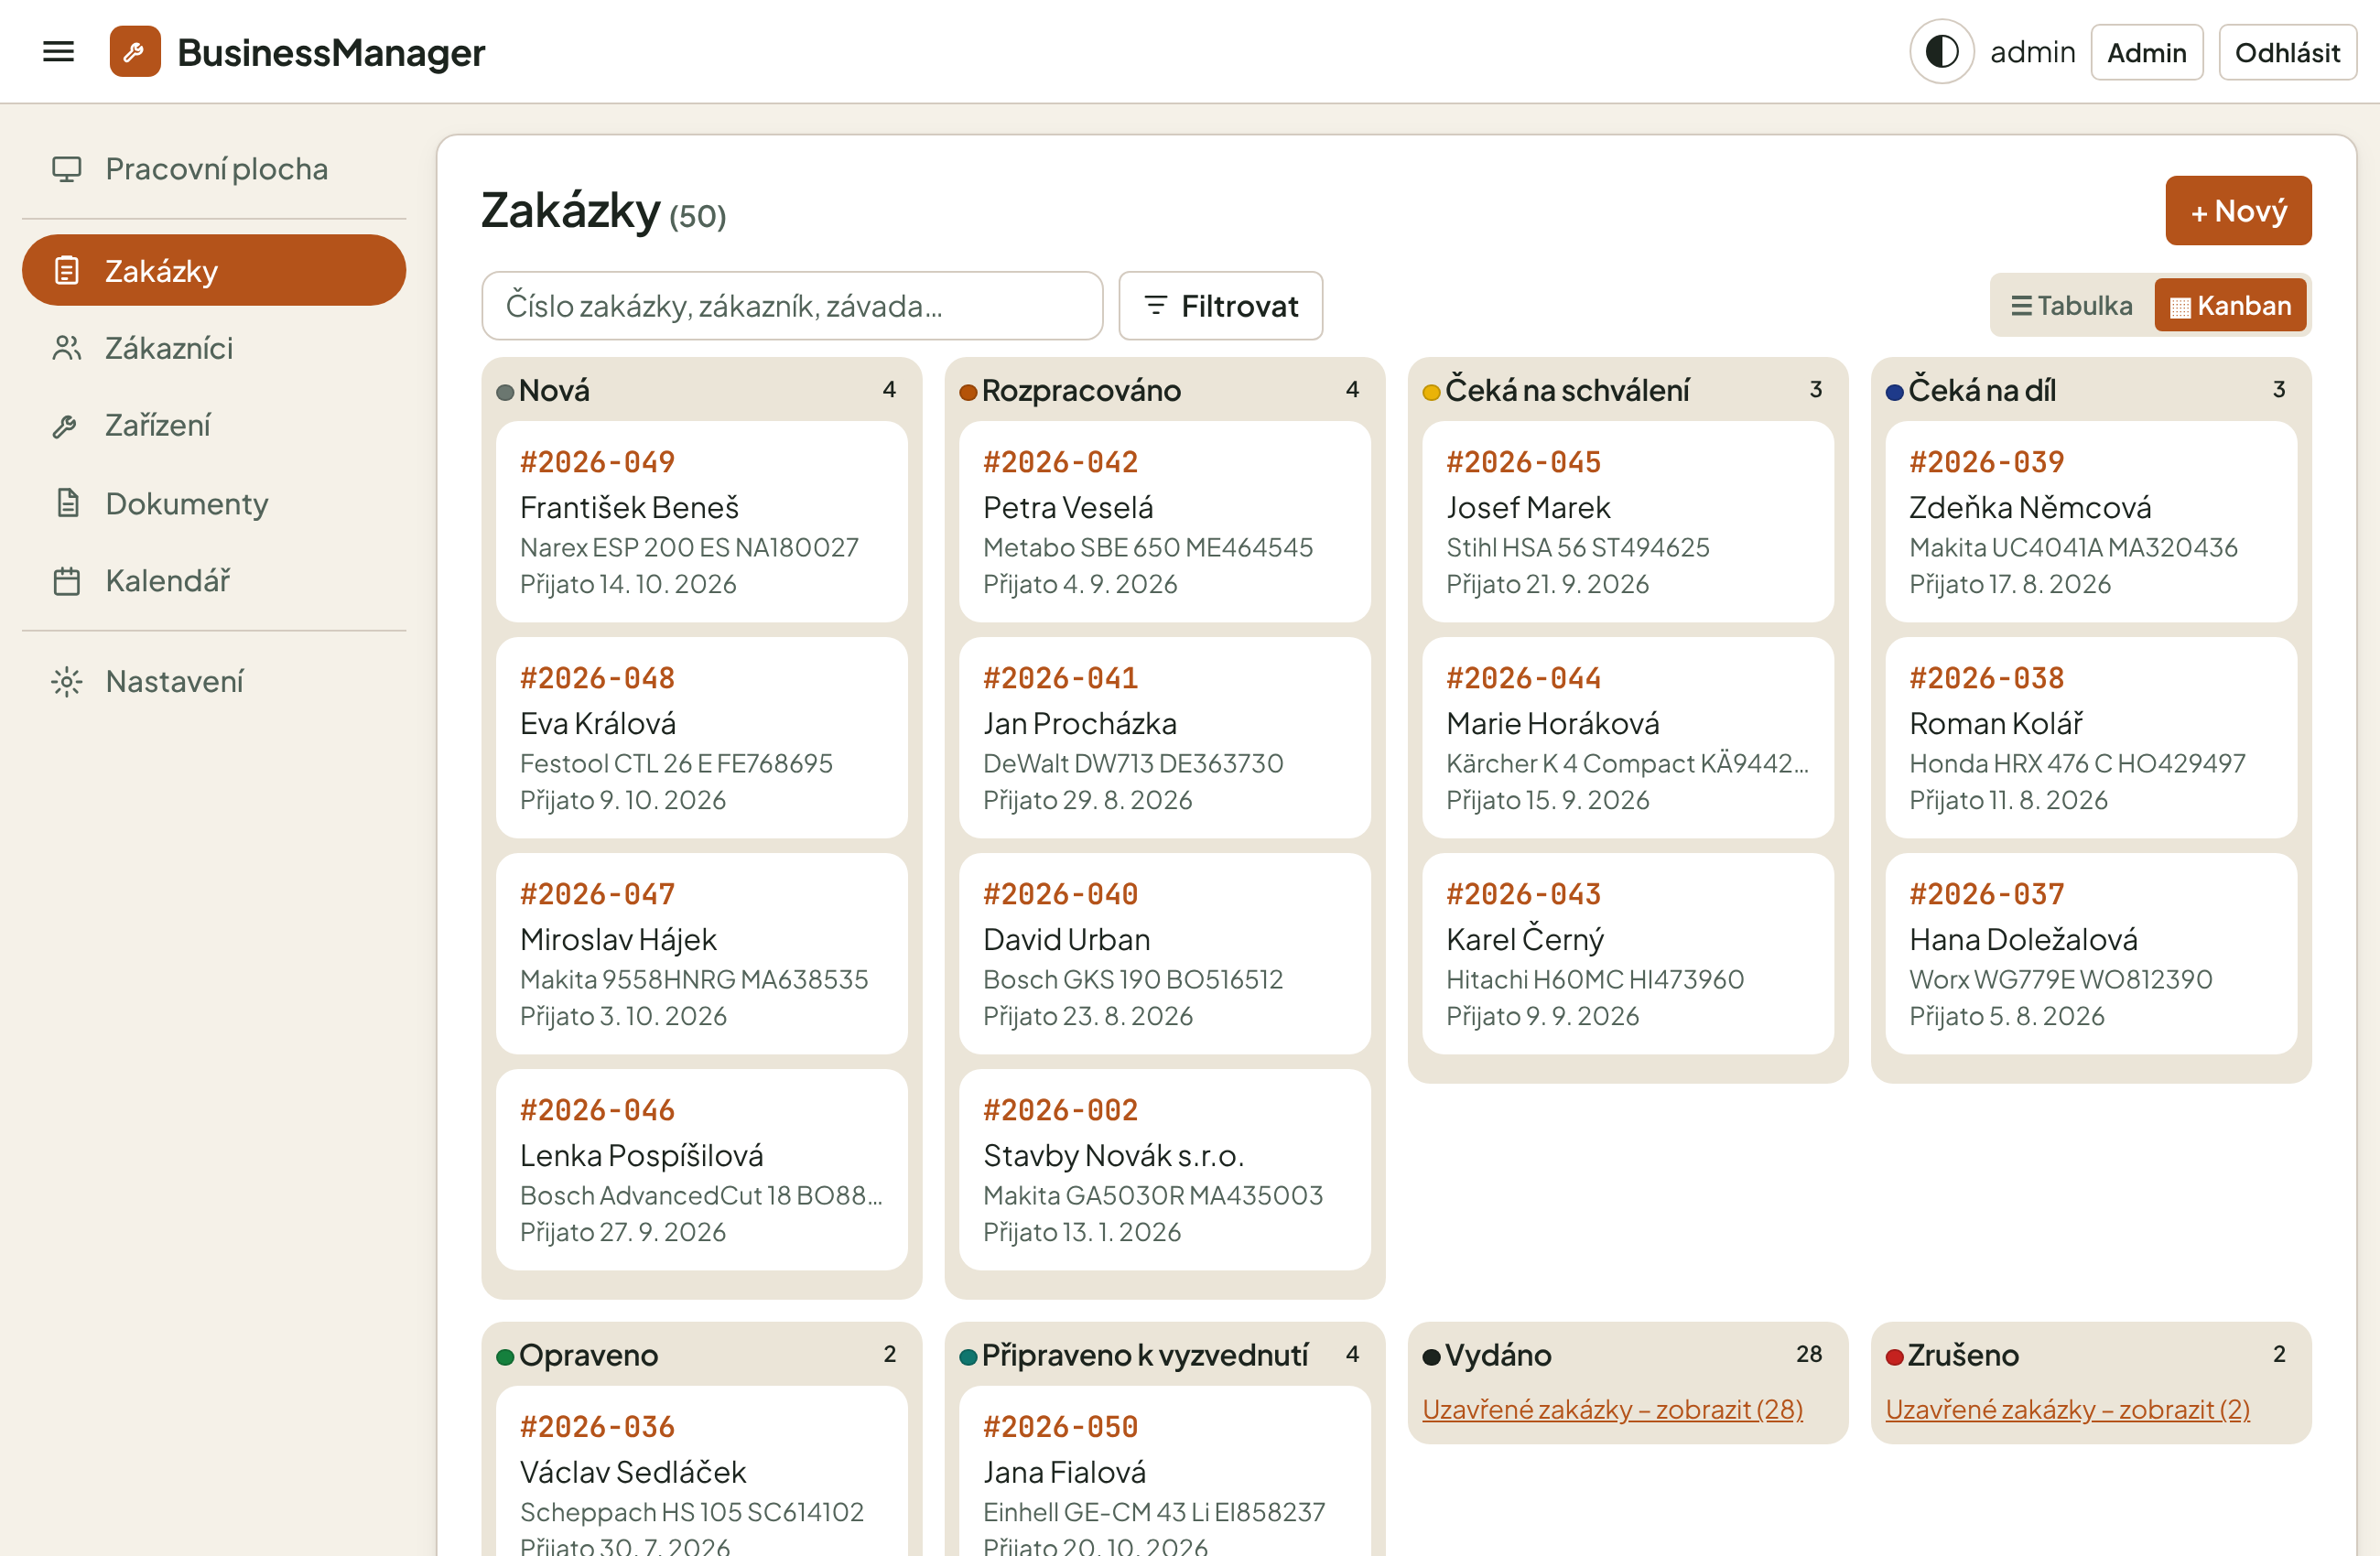 BusinessManager
admin
Admin
Odhlásit
Pracovní plocha
Zakázky
Zákazníci
Zařízení
Dokumenty
Kalendář
Nastavení
Zakázky (50)
+ Nový
Číslo zakázky, zákazník, závada...
Filtrovat
Tabulka
Kanban
Nová 4
#2026-049
František Beneš
Narex ESP 200 ES NA180027
Přijato 14. 10. 2026
#2026-048
Eva Králová
Festool CTL 26 E FE768695
Přijato 9. 10. 2026
#2026-047
Miroslav Hájek
Makita 9558HNRG MA638535
Přijato 3. 10. 2026
#2026-046
Lenka Pospíšilová
Bosch AdvancedCut 18 BO88...
Přijato 27. 9. 2026
Rozpracováno 4
#2026-042
Petra Veselá
Metabo SBE 650 ME464545
Přijato 4. 9. 2026
#2026-041
Jan Procházka
DeWalt DW713 DE363730
Přijato 29. 8. 2026
#2026-040
David Urban
Bosch GKS 190 BO516512
Přijato 23. 8. 2026
#2026-002
Stavby Novák s.r.o.
Makita GA5030R MA435003
Přijato 13. 1. 2026
Čeká na schválení 3
#2026-045
Josef Marek
Stihl HSA 56 ST494625
Přijato 21. 9. 2026
#2026-044
Marie Horáková
Kärcher K 4 Compact KÄ9442...
Přijato 15. 9. 2026
#2026-043
Karel Černý
Hitachi H60MC HI473960
Přijato 9. 9. 2026
Čeká na díl 3
#2026-039
Zdeňka Němcová
Makita UC4041A MA320436
Přijato 17. 8. 2026
#2026-038
Roman Kolář
Honda HRX 476 C HO429497
Přijato 11. 8. 2026
#2026-037
Hana Doležalová
Worx WG779E WO812390
Přijato 5. 8. 2026
Opraveno 2
#2026-036
Václav Sedláček
Scheppach HS 105 SC614102
Přijato 30. 7. 2026
Připraveno k vyzvednutí 4
#2026-050
Jana Fialová
Einhell GE-CM 43 Li EI858237
Přijato 20. 10. 2026
Vydáno 28
Uzavřené zakázky – zobrazit (28)
Zrušeno 2
Uzavřené zakázky – zobrazit (2)